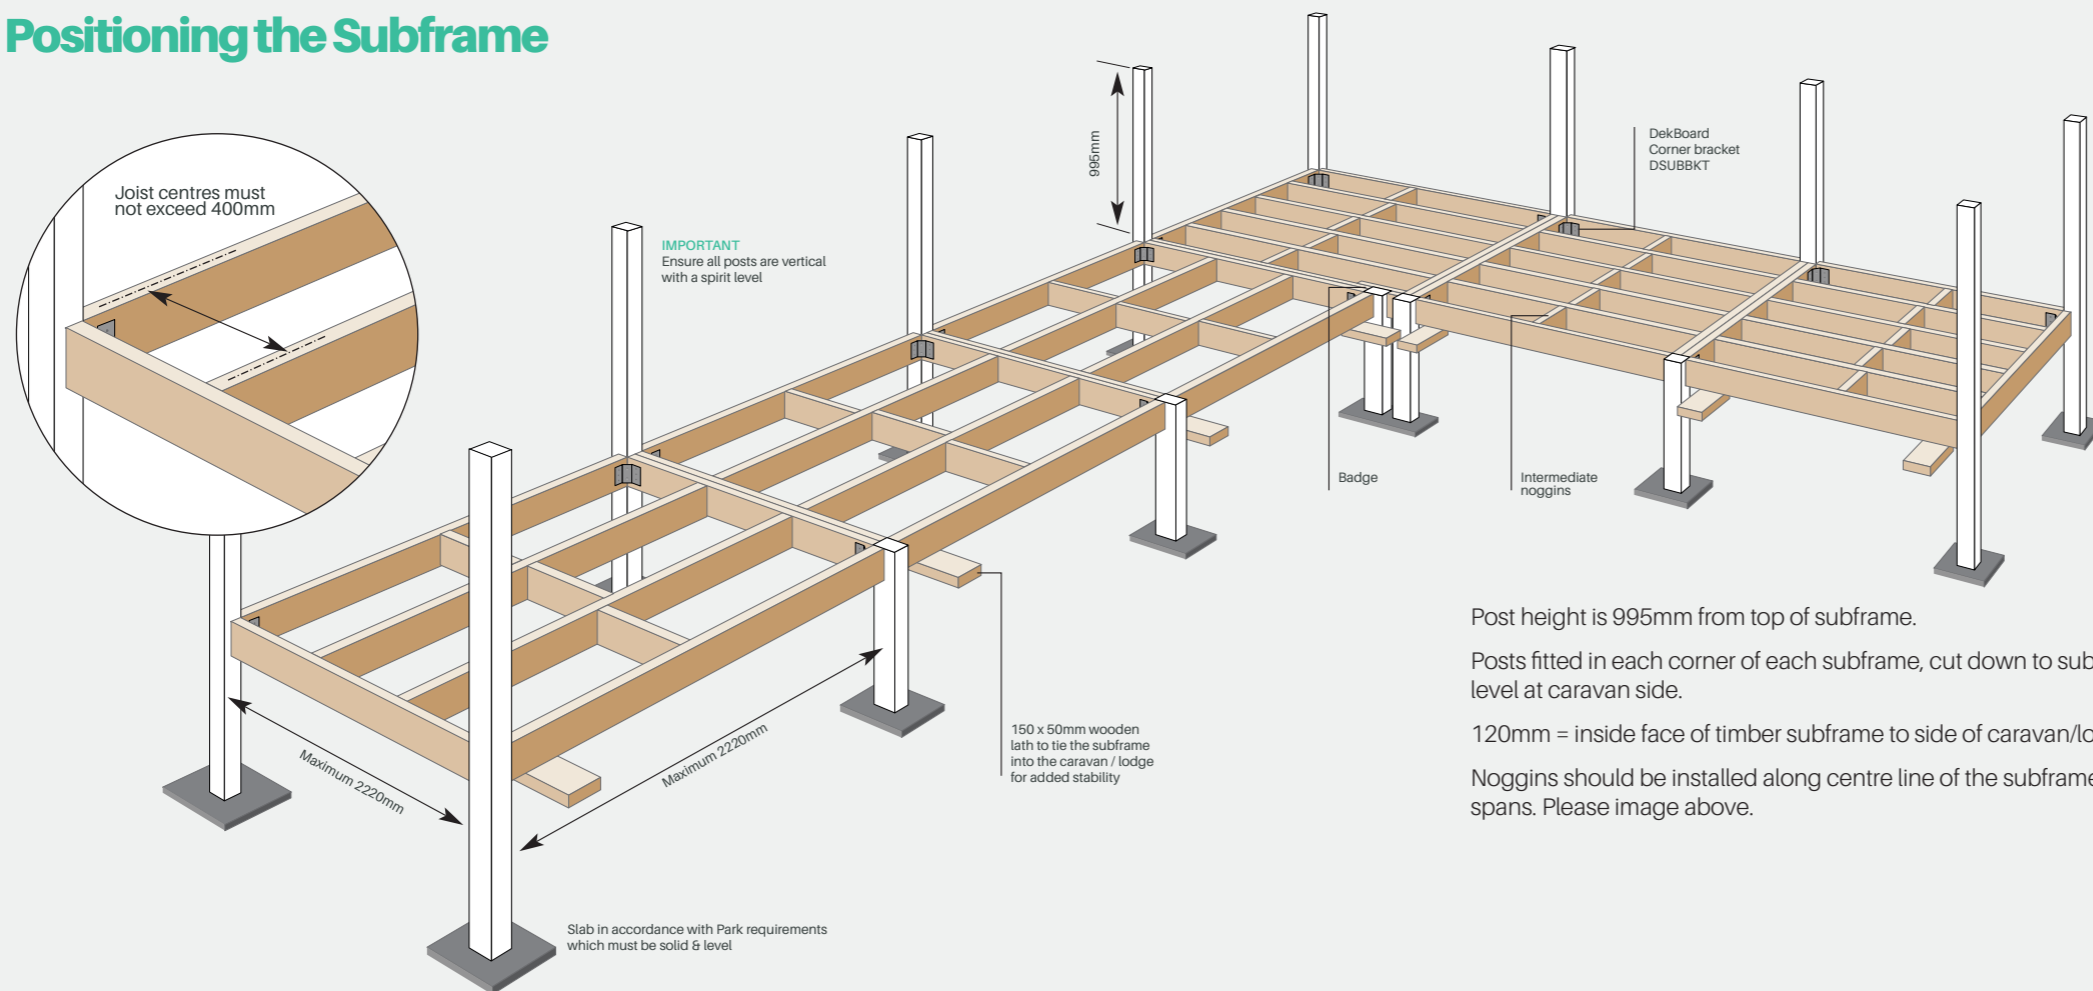 Positioning the Subframe
Joist centres must
not exceed 400mm
IMPORTANT
Ensure all posts are vertical
with a spirit level
995mm
DekBoard
Corner bracket
DSUBBKT
Badge
Intermediate
noggins
Maximum 2220mm
Maximum 2220mm
150 x 50mm wooden
lath to tie the subframe
into the caravan / lodge
for added stability
Slab in accordance with Park requirements
which must be solid & level
Post height is 995mm from top of subframe.
Posts fitted in each corner of each subframe, cut down to sub
level at caravan side.
120mm = inside face of timber subframe to side of caravan/lo
Noggins should be installed along centre line of the subframe
spans. Please image above.